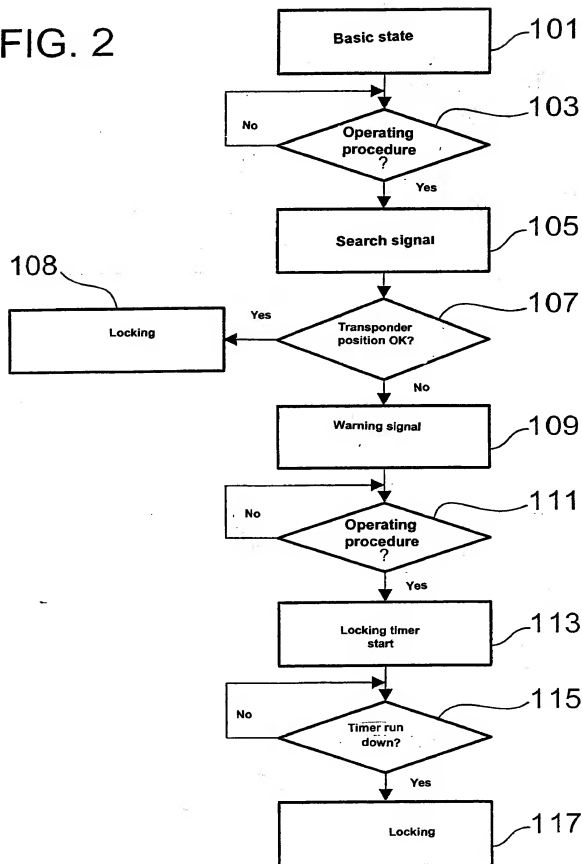 FIG. 2
Basic state
101
103
No
Operating
procedure
?
Yes
Search signal
105
108
107
Yes
Locking
Transponder
position OK?
No
Warning signal
109
111
No
Operating
procedure
?
Yes
Locking timer
start
113
115
No
Timer run
down?
Yes
Locking
117